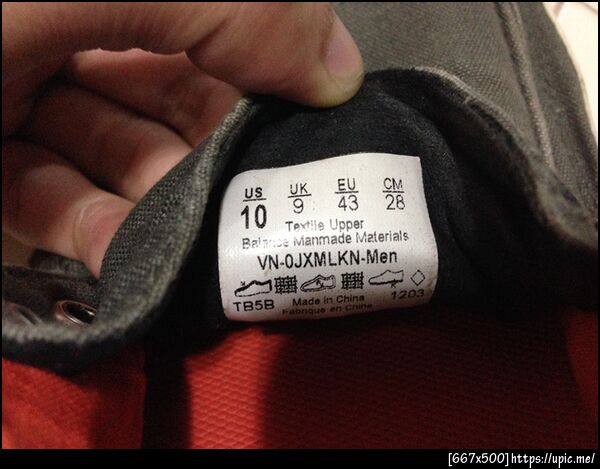 US UK EU CM
10 9 43 28
Textile Upper
Balance Manmade Materials
VN-0JXMLKN-Men
TB5B Made in China 1203
Fabriqué en Chine
[667x500]https://upic.me/